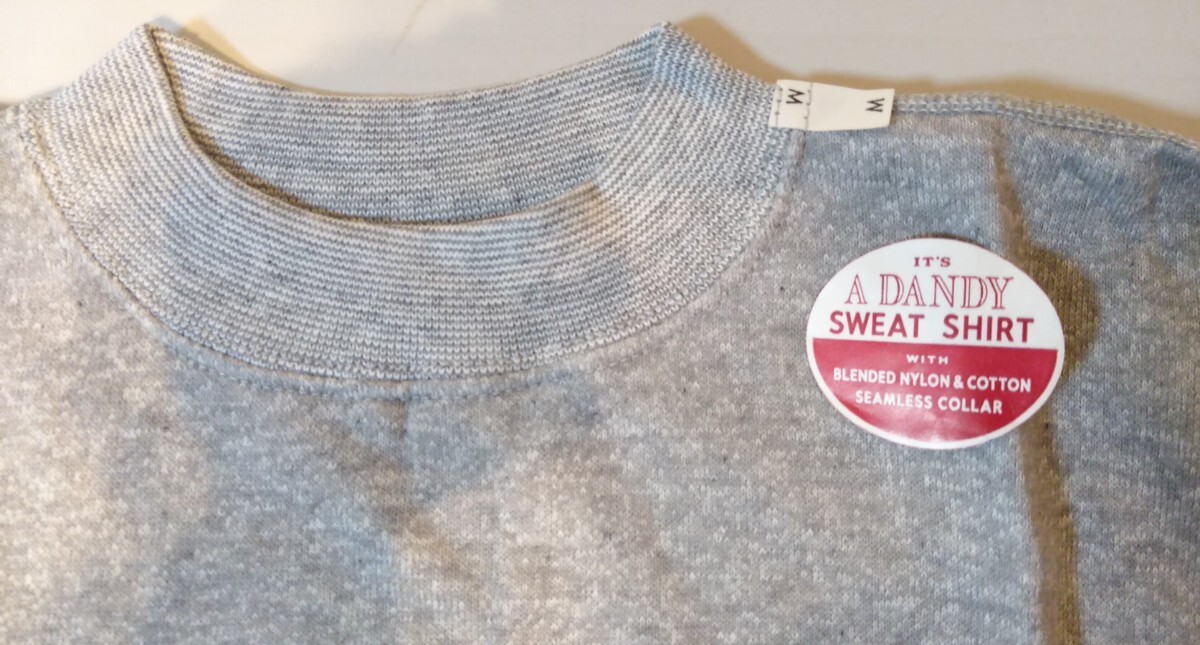 M
M
IT'S
A DANDY
SWEAT SHIRT
WITH
BLENDED NYLON & COTTON
SEAMLESS COLLAR